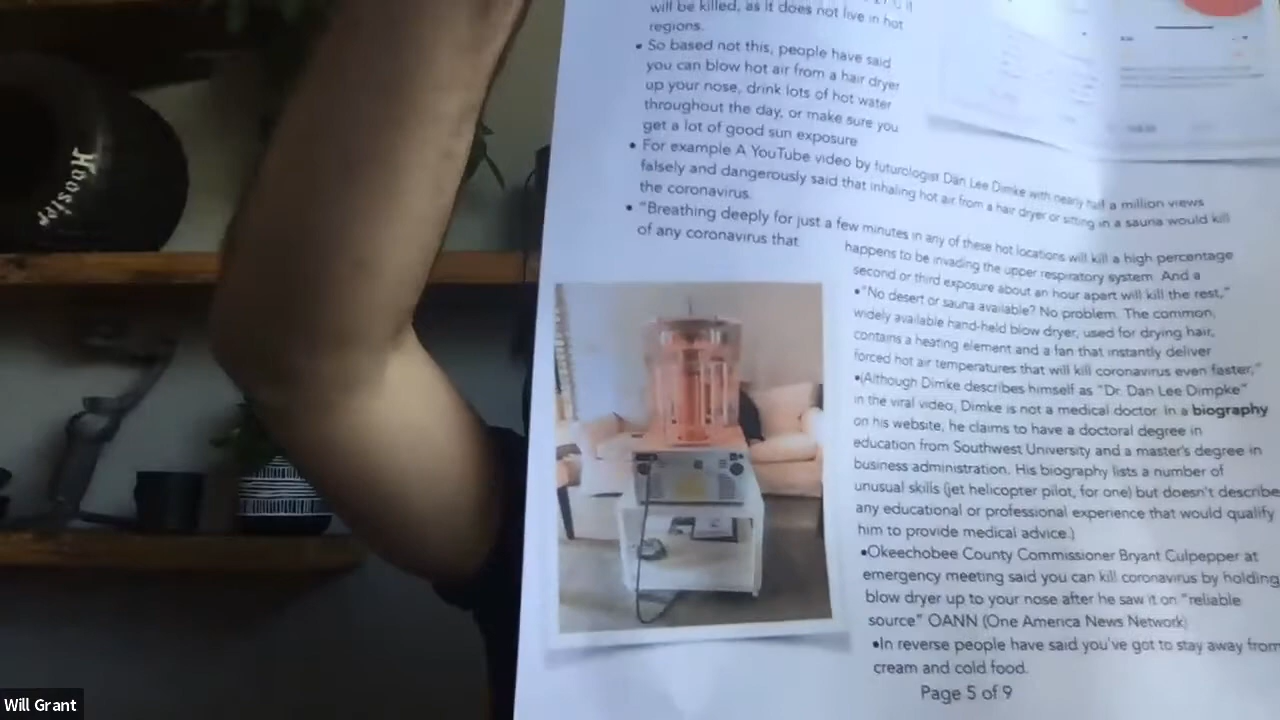 will be killed, as it does not live in hot
regions.
• So based not this, people have said
you can blow hot air from a hair dryer
up your nose, drink lots of hot water
throughout the day, or make sure you
get a lot of good sun exposure
• For example A YouTube video by futurologist Dan Lee Dimke with nearly half a million views
falsely and dangerously said that inhaling hot air from a hair dryer or sitting in a sauna would kill
the coronavirus.
• "Breathing deeply for just a few minutes in any of these hot locations will kill a high percentage
of any coronavirus that
happens to be invading the upper respiratory system. And a
second or third exposure about an hour apart will kill the rest,"
•"No desert or sauna available? No problem. The common,
widely available hand-held blow dryer, used for drying hair,
contains a heating element and a fan that instantly deliver
forced hot air temperatures that will kill coronavirus even faster,"
•(Although Dimke describes himself as "Dr. Dan Lee Dimpke"
in the viral video, Dimke is not a medical doctor. In a biography
on his website, he claims to have a doctoral degree in
education from Southwest University and a master's degree in
business administration. His biography lists a number of
unusual skills (jet helicopter pilot, for one) but doesn't describe
any educational or professional experience that would qualify
him to provide medical advice.)
•Okeechobee County Commissioner Bryant Culpepper at
emergency meeting said you can kill coronavirus by holding
blow dryer up to your nose after he saw it on "reliable
source" OANN (One America News Network)
•In reverse people have said you've got to stay away from
cream and cold food.
Page 5 of 9
Hoosier
Will Grant